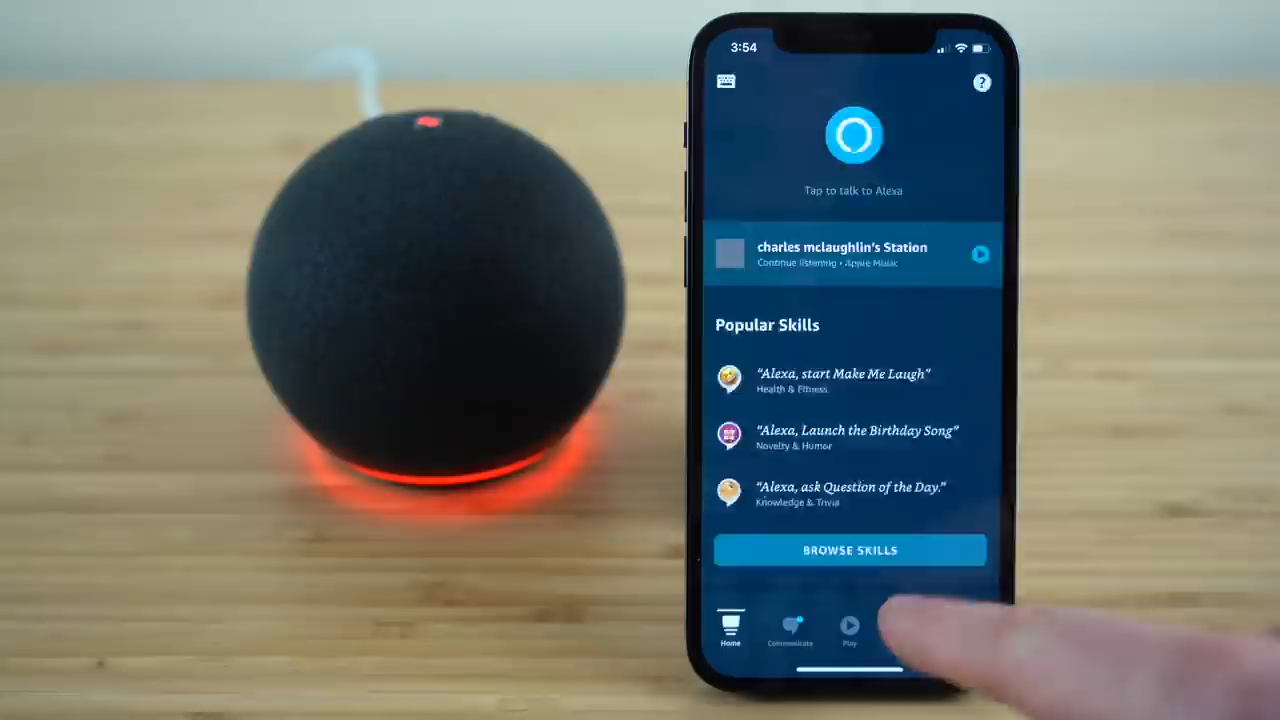 3:54
?
Tap to talk to Alexa
charles mclaughlin's Station
Continue listening • Apple Music
Popular Skills
"Alexa, start Make Me Laugh"
Health & Fitness
"Alexa, Launch the Birthday Song"
Novelty & Humor
"Alexa, ask Question of the Day."
Knowledge & Trivia
BROWSE SKILLS
Home
Communicate
Play